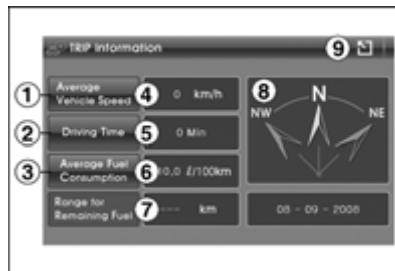 TRIP Information
9
Average
Vehicle Speed
1
4
0 km/h
8
N
NW
NE
2
Driving Time
5
0 Min
3
Average Fuel
Consumption
6
10.0 ℓ/100km
Range for
Remaining Fuel
7
--- km
08 - 09 - 2008